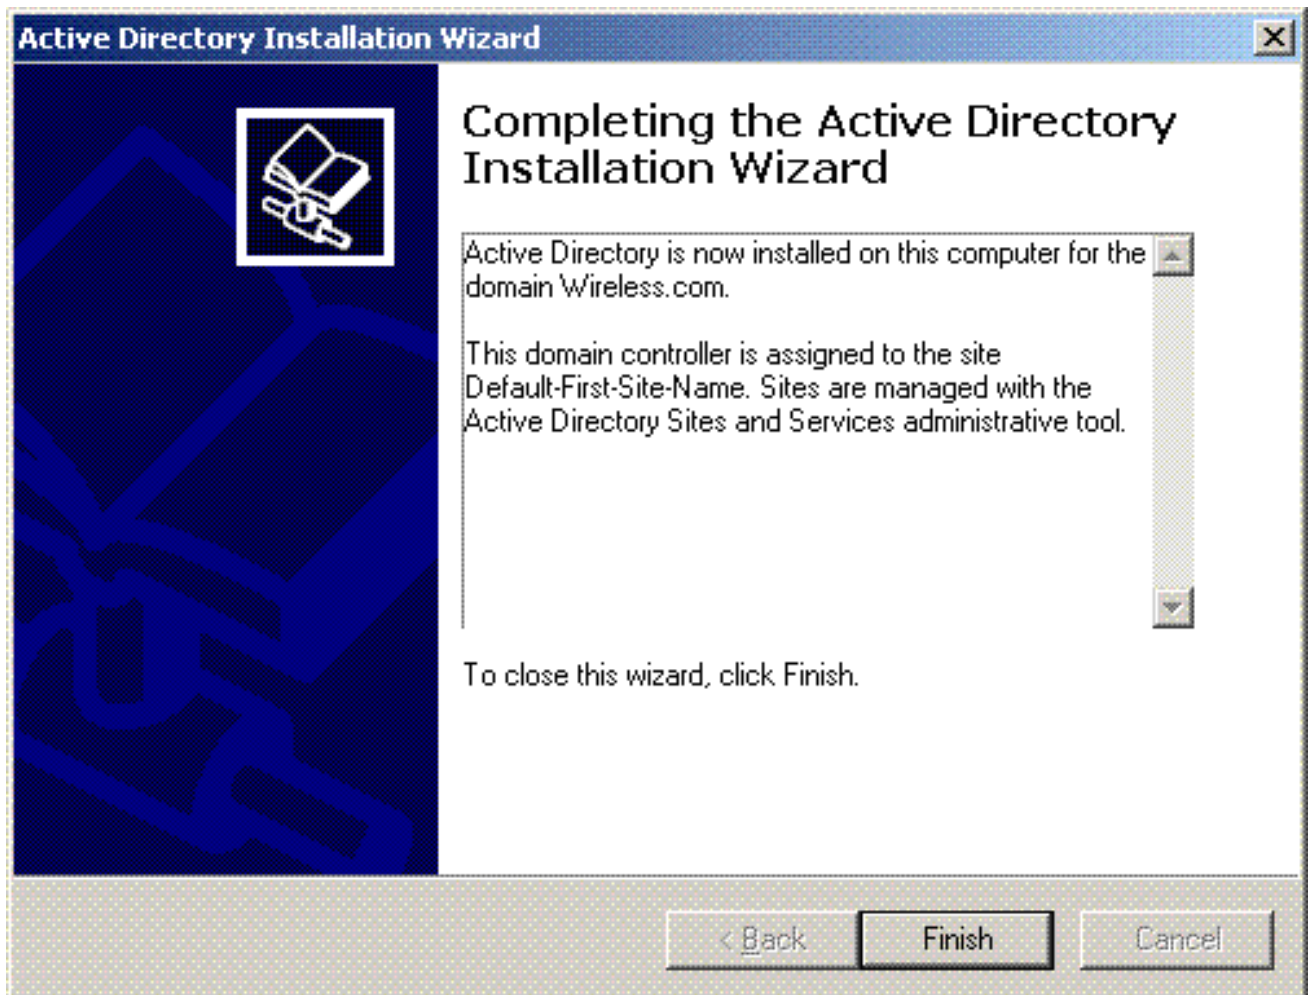 Active Directory Installation Wizard
Completing the Active Directory
Installation Wizard
Active Directory is now installed on this computer for the
domain Wireless.com.
This domain controller is assigned to the site
Default-First-Site-Name. Sites are managed with the
Active Directory Sites and Services administrative tool.
To close this wizard, click Finish.
< Back
Finish
Cancel